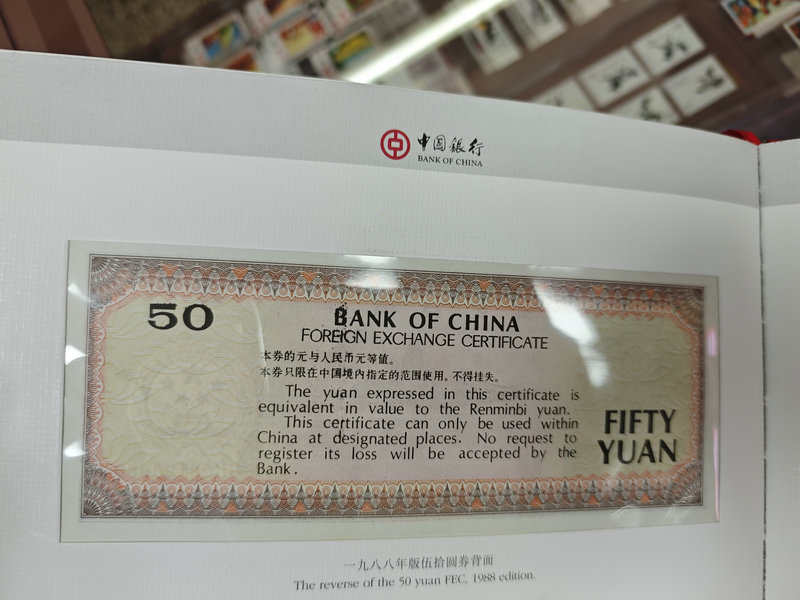 中国银行
BANK OF CHINA
50
BANK OF CHINA
FOREIGN EXCHANGE CERTIFICATE
本券的元与人民币元等值。
本券只限在中国境内指定的范围使用。不得挂失。
The yuan expressed in this certificate is
equivalent in value to the Renminbi yuan.
This certificate can only be used within
China at designated places. No request to
register its loss will be accepted by the
Bank.
FIFTY
YUAN
一九八八年版伍拾圆券背面
The reverse of the 50 yuan FEC, 1988 edition.